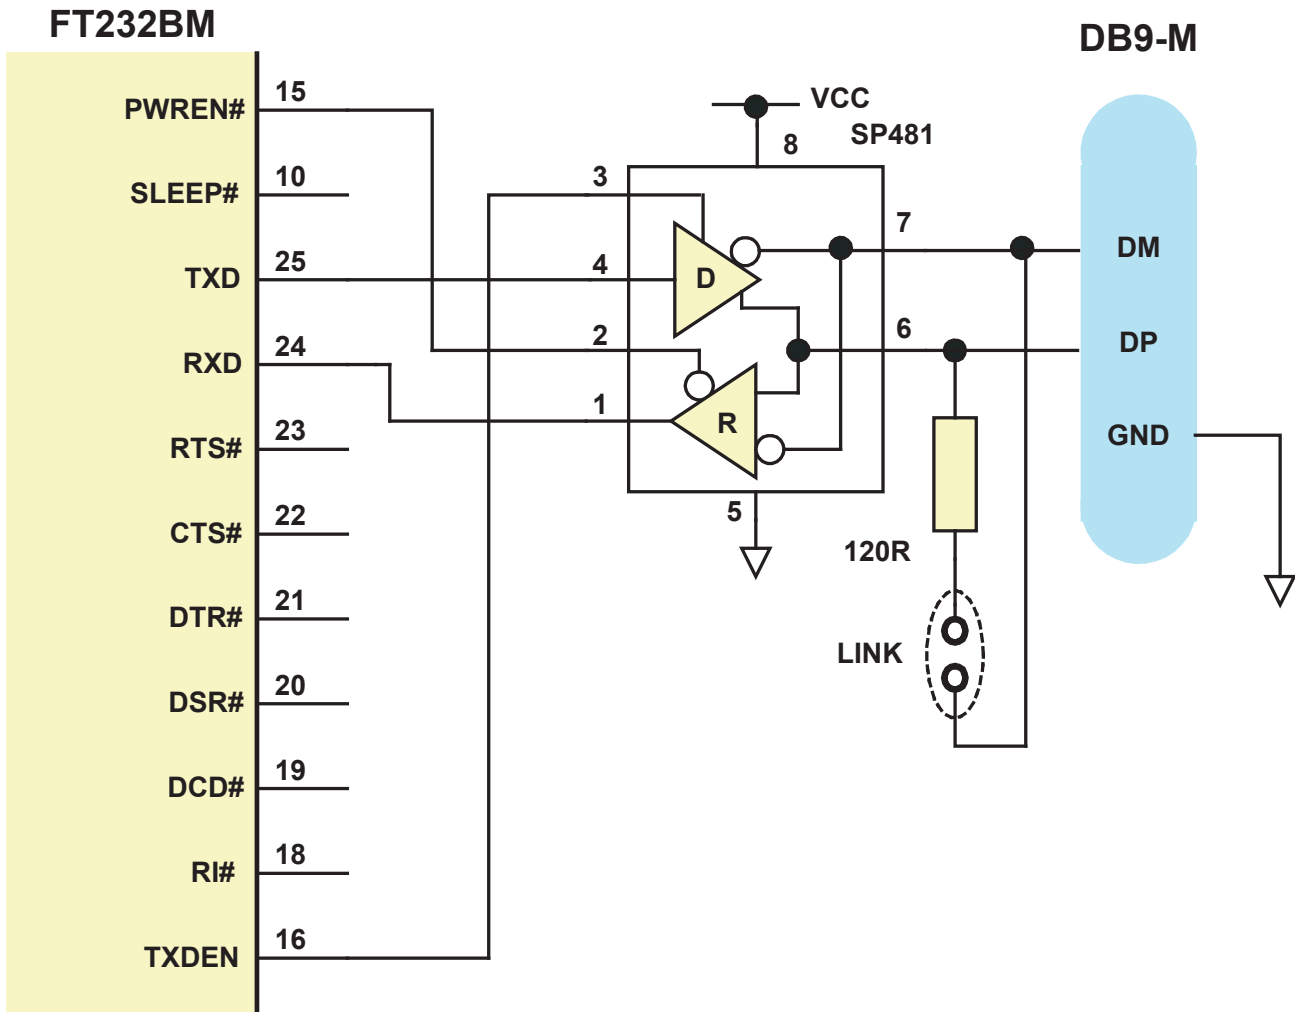 FT232BM
DB9-M
PWREN#
15
SLEEP#
10
TXD
25
RXD
24
RTS#
23
CTS#
22
DTR#
21
DSR#
20
DCD#
19
RI#
18
TXDEN
16
VCC
SP481
8
3
4
2
1
5
7
6
D
R
120R
LINK
DM
DP
GND